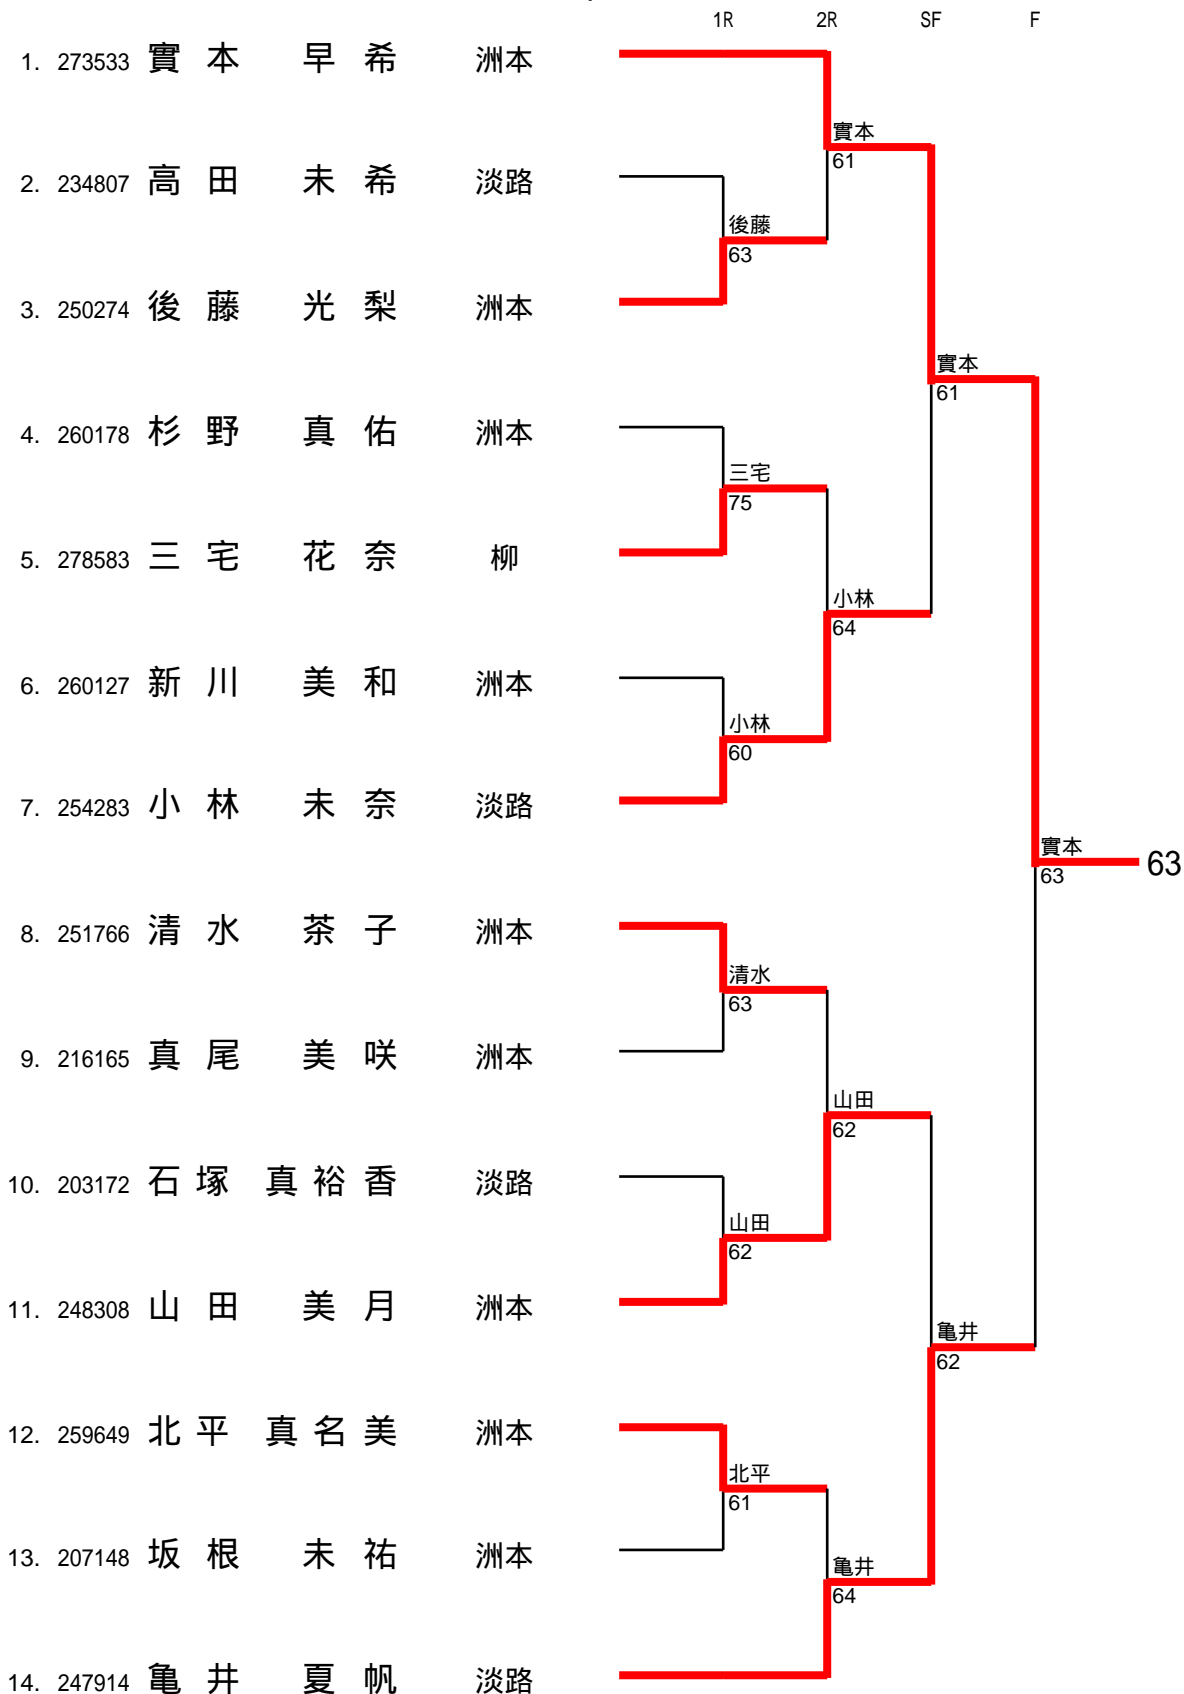 1R 2R SF F
1. 273533 實本 早希 洲本
實本
61
2. 234807 高田 未希 淡路
後藤
63
3. 250274 後藤 光梨 洲本
實本
61
4. 260178 杉野 真佑 洲本
三宅
75
5. 278583 三宅 花奈 柳
小林
64
6. 260127 新川 美和 洲本
小林
60
7. 254283 小林 未奈 淡路
實本
63
63
8. 251766 清水 茶子 洲本
清水
63
9. 216165 真尾 美咲 洲本
山田
62
10. 203172 石塚 真裕香 淡路
山田
62
11. 248308 山田 美月 洲本
亀井
62
12. 259649 北平 真名美 洲本
北平
61
13. 207148 坂根 未祐 洲本
亀井
64
14. 247914 亀井 夏帆 淡路